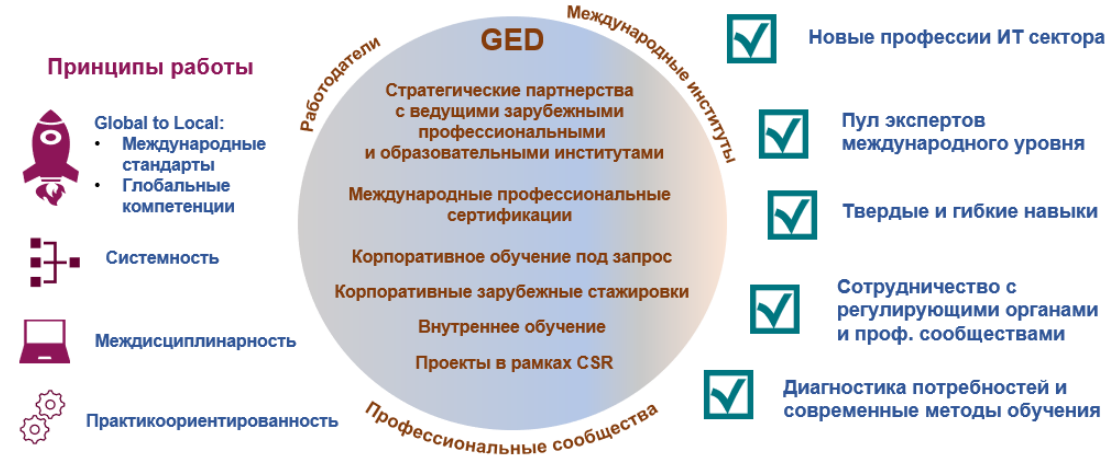 Принципы работы
Global to Local:
• Международные
стандарты
• Глобальные
компетенции
Системность
Междисциплинарность
Практикоориентированность
Работодатели
Международные институты
Профессиональные сообщества
GED
Стратегические партнерства
с ведущими зарубежными
профессиональными
и образовательными институтами
Международные профессиональные
сертификации
Корпоративное обучение под запрос
Корпоративные зарубежные стажировки
Внутреннее обучение
Проекты в рамках CSR
Новые профессии ИТ сектора
Пул экспертов
международного уровня
Твердые и гибкие навыки
Сотрудничество с
регулирующими органами
и проф. сообществами
Диагностика потребностей и
современные методы обучения